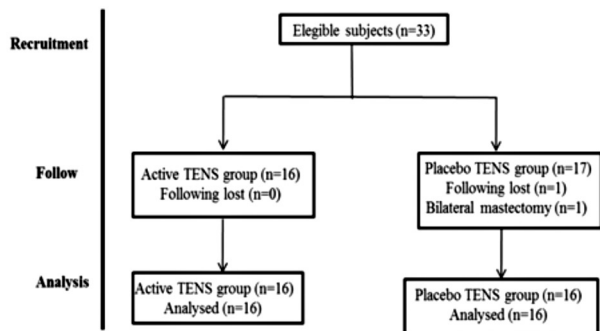 Recruitment
Elegible subjects (n=33)
Follow
Active TENS group (n=16)
Following lost (n=0)
Placebo TENS group (n=17)
Following lost (n=1)
Bilateral mastectomy (n=1)
Analysis
Active TENS group (n=16)
Analysed (n=16)
Placebo TENS group (n=16)
Analysed (n=16)